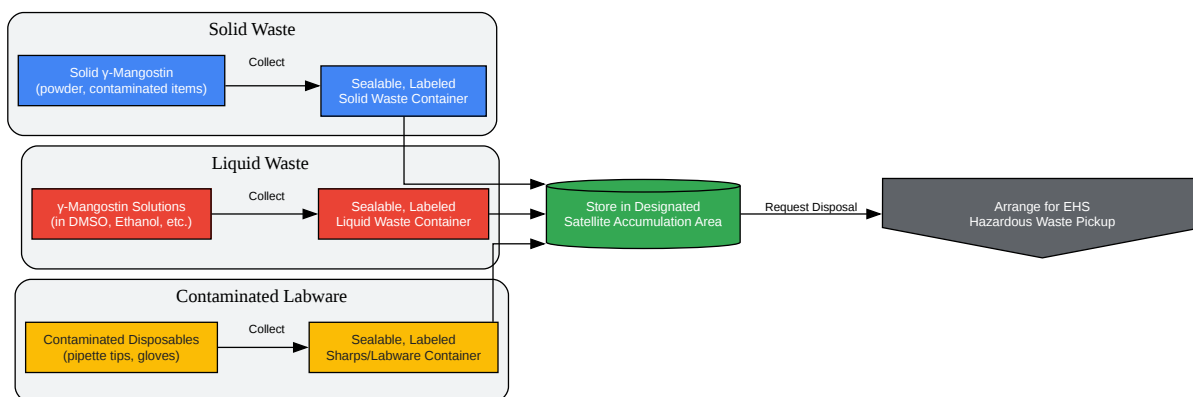 Solid Waste
Solid γ-Mangostin
(powder, contaminated items)
Collect
Sealable, Labeled
Solid Waste Container
Liquid Waste
γ-Mangostin Solutions
(in DMSO, Ethanol, etc.)
Collect
Sealable, Labeled
Liquid Waste Container
Contaminated Labware
Contaminated Disposables
(pipette tips, gloves)
Collect
Sealable, Labeled
Sharps/Labware Container
Store in Designated
Satellite Accumulation Area
Request Disposal
Arrange for EHS
Hazardous Waste Pickup